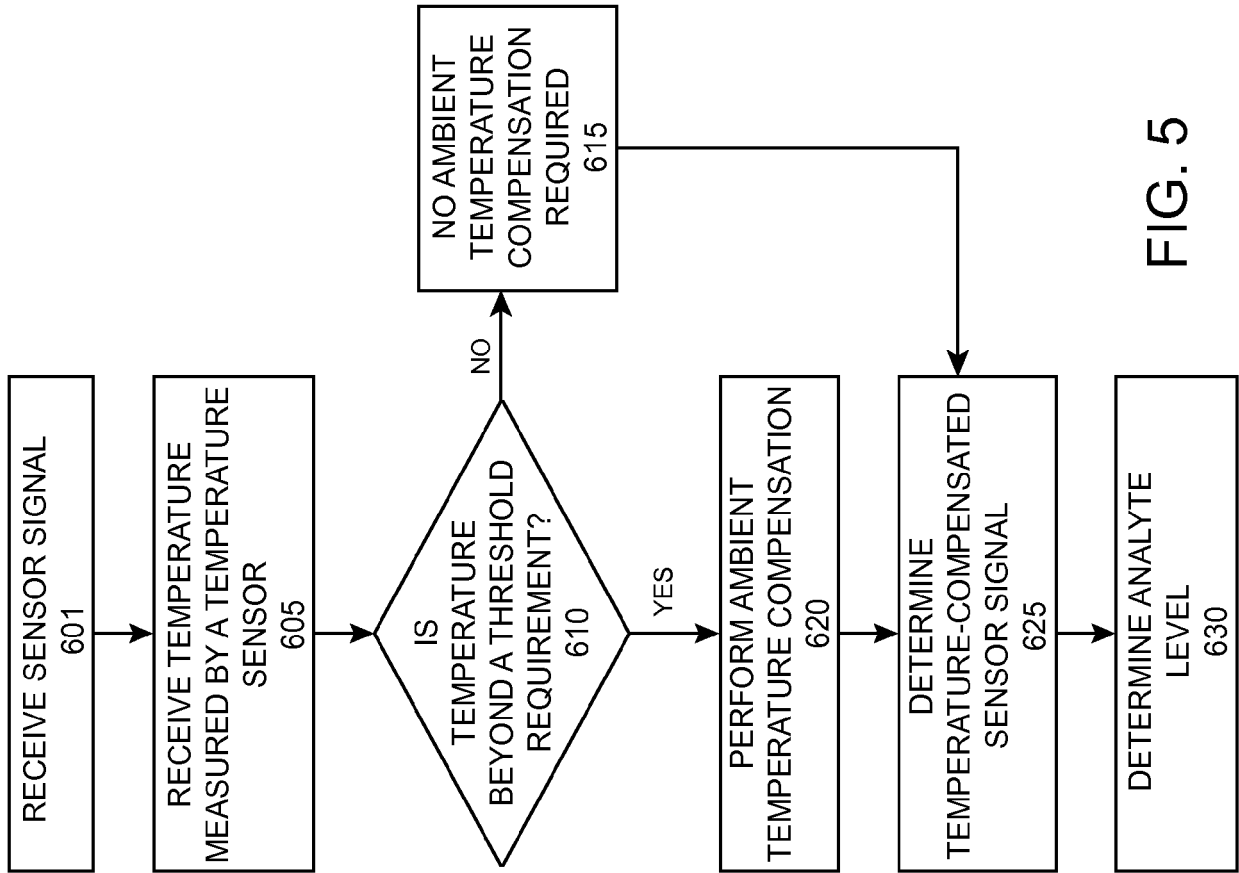 RECEIVE SENSOR SIGNAL
601
RECEIVE TEMPERATURE
MEASURED BY A TEMPERATURE
SENSOR
605
IS
TEMPERATURE
BEYOND A THRESHOLD
REQUIREMENT?
610
NO
NO AMBIENT
TEMPERATURE
COMPENSATION
REQUIRED
615
YES
PERFORM AMBIENT
TEMPERATURE COMPENSATION
620
DETERMINE
TEMPERATURE-COMPENSATED
SENSOR SIGNAL
625
DETERMINE ANALYTE
LEVEL
630
FIG. 5